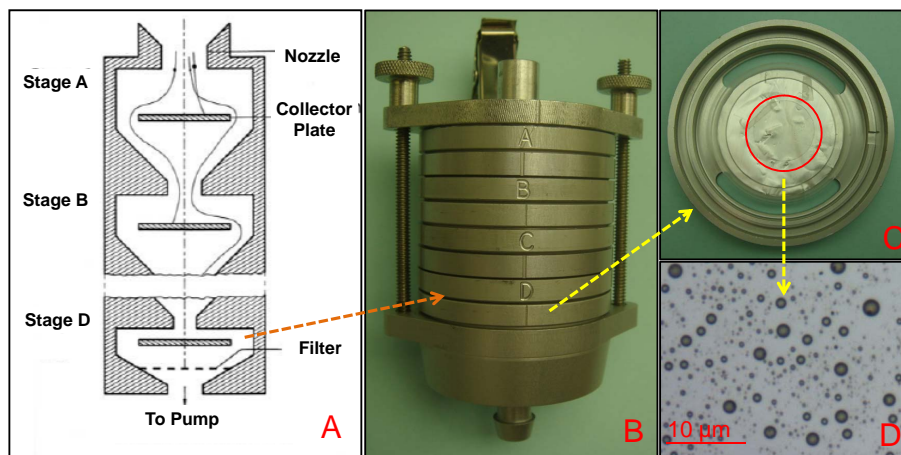 Nozzle
Stage A
Collector
Plate
Stage B
Stage D
Filter
To Pump
A
A
B
C
D
B
C
10 µm
D